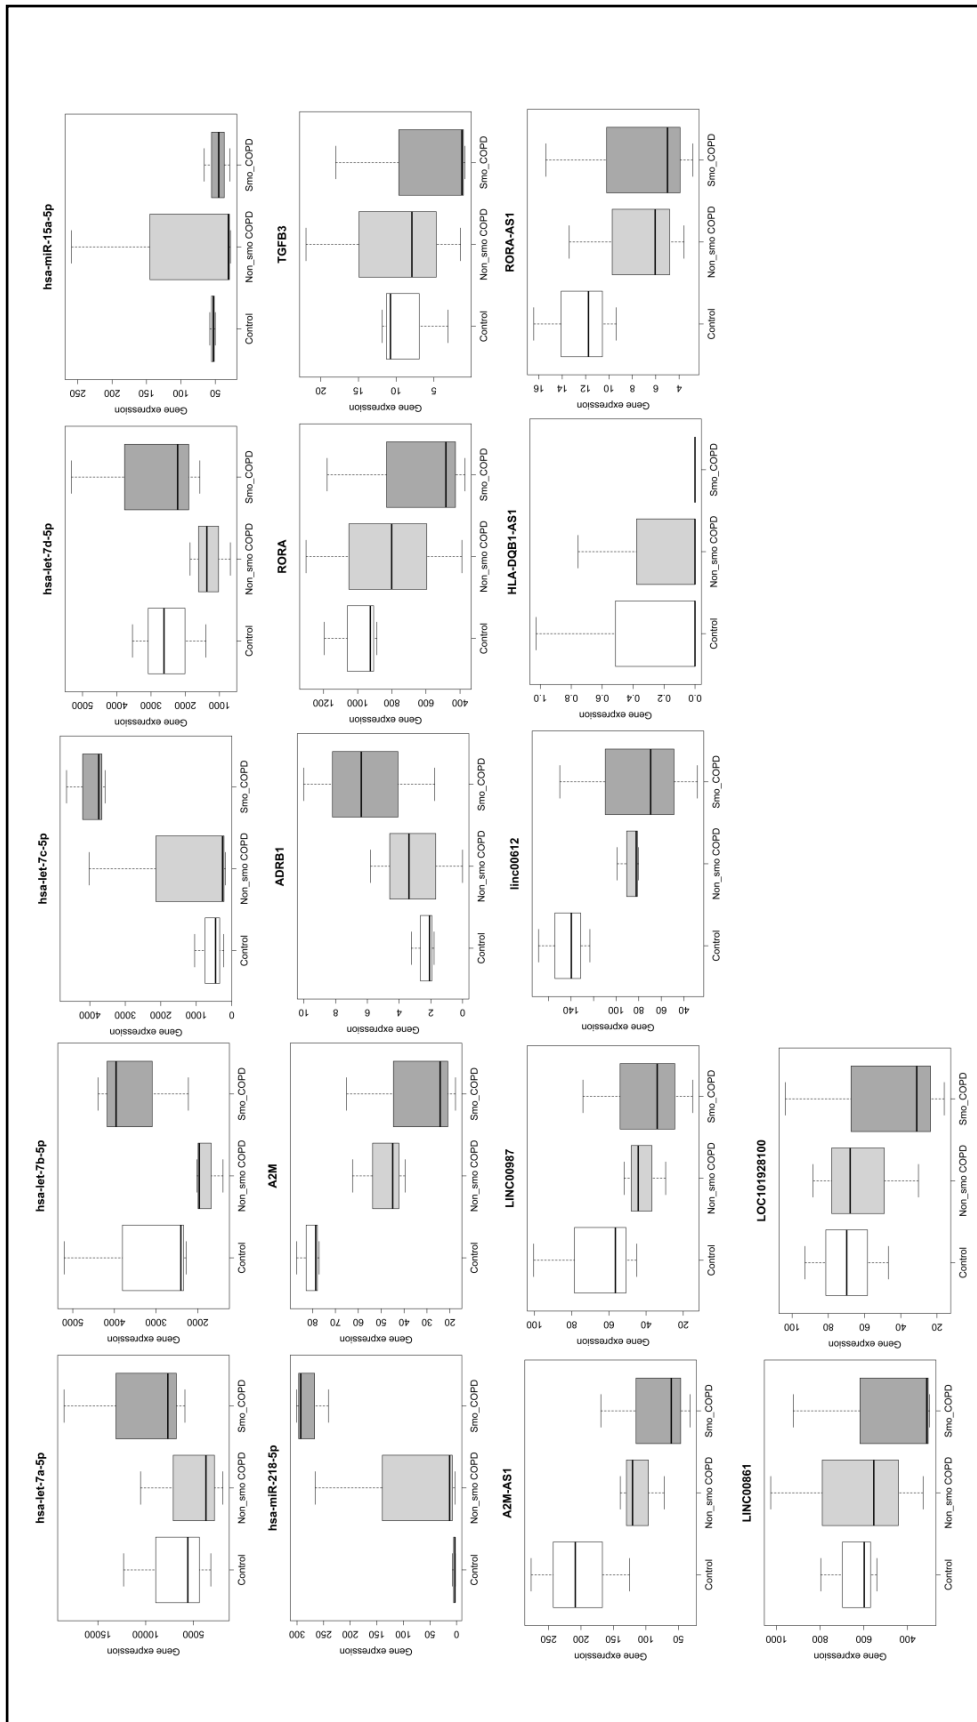 hsa-let-7a-5p
Gene expression
15000
10000
5000
Control Non_smo COPD Smo_COPD
hsa-let-7b-5p
Gene expression
5000
4000
3000
2000
Control Non_smo COPD Smo_COPD
hsa-let-7c-5p
Gene expression
4000
3000
2000
1000
0
Control Non_smo COPD Smo_COPD
hsa-let-7d-5p
Gene expression
5000
4000
3000
2000
1000
Control Non_smo COPD Smo_COPD
hsa-miR-15a-5p
Gene expression
250
200
150
100
50
Control Non_smo COPD Smo_COPD
hsa-miR-218-5p
Gene expression
300
250
200
150
100
50
0
Control Non_smo COPD Smo_COPD
A2M
Gene expression
80
70
60
50
40
30
20
Control Non_smo COPD Smo_COPD
ADRB1
Gene expression
10
8
6
4
2
0
Control Non_smo COPD Smo_COPD
RORA
Gene expression
1200
1000
800
600
400
Control Non_smo COPD Smo_COPD
TGFB3
Gene expression
20
15
10
5
Control Non_smo COPD Smo_COPD
A2M-AS1
Gene expression
250
200
150
100
50
Control Non_smo COPD Smo_COPD
LINC00987
Gene expression
100
80
60
40
20
Control Non_smo COPD Smo_COPD
linc00612
Gene expression
140
100
80
60
40
Control Non_smo COPD Smo_COPD
HLA-DQB1-AS1
Gene expression
1.0
0.8
0.6
0.4
0.2
0.0
Control Non_smo COPD Smo_COPD
RORA-AS1
Gene expression
16
14
12
10
8
6
4
Control Non_smo COPD Smo_COPD
LINC00861
Gene expression
1000
800
600
400
Control Non_smo COPD Smo_COPD
LOC101928100
Gene expression
100
80
60
40
20
Control Non_smo COPD Smo_COPD